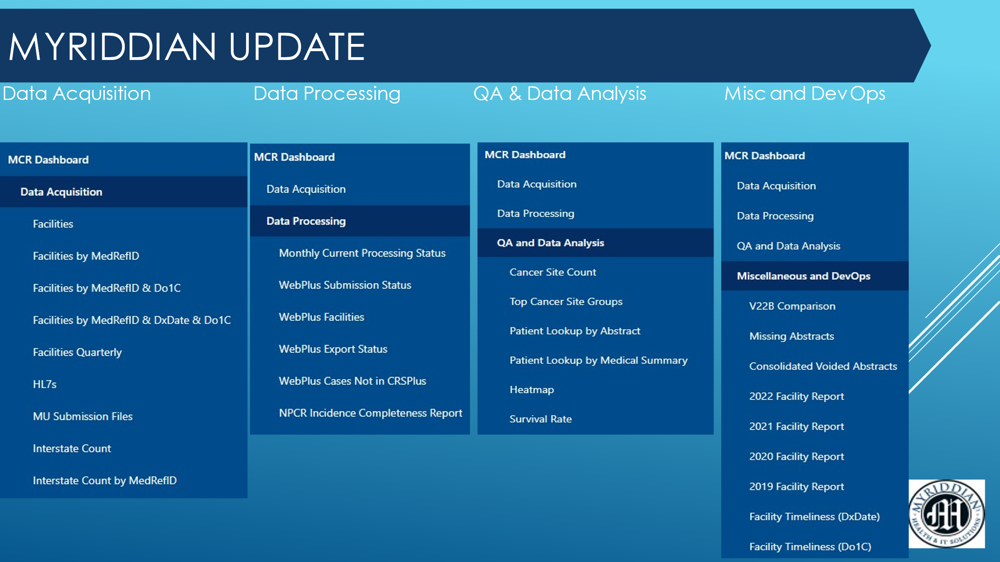 MYRIDDIAN UPDATE
Data Acquisition
Data Processing
QA & Data Analysis
Misc and DevOps
MCR Dashboard
Data Acquisition
Facilities
Facilities by MedRefID
Facilities by MedRefID & Do1C
Facilities by MedRefID & DxDate & Do1C
Facilities Quarterly
HL7s
MU Submission Files
Interstate Count
Interstate Count by MedRefID
MCR Dashboard
Data Acquisition
Data Processing
Monthly Current Processing Status
WebPlus Submission Status
WebPlus Facilities
WebPlus Export Status
WebPlus Cases Not in CRSPlus
NPCR Incidence Completeness Report
MCR Dashboard
Data Acquisition
Data Processing
QA and Data Analysis
Cancer Site Count
Top Cancer Site Groups
Patient Lookup by Abstract
Patient Lookup by Medical Summary
Heatmap
Survival Rate
MCR Dashboard
Data Acquisition
Data Processing
QA and Data Analysis
Miscellaneous and DevOps
V22B Comparison
Missing Abstracts
Consolidated Voided Abstracts
2022 Facility Report
2021 Facility Report
2020 Facility Report
2019 Facility Report
Facility Timeliness (DxDate)
Facility Timeliness (Do1C)
MYRIDDIAN
HEALTH & IT SOLUTIONS